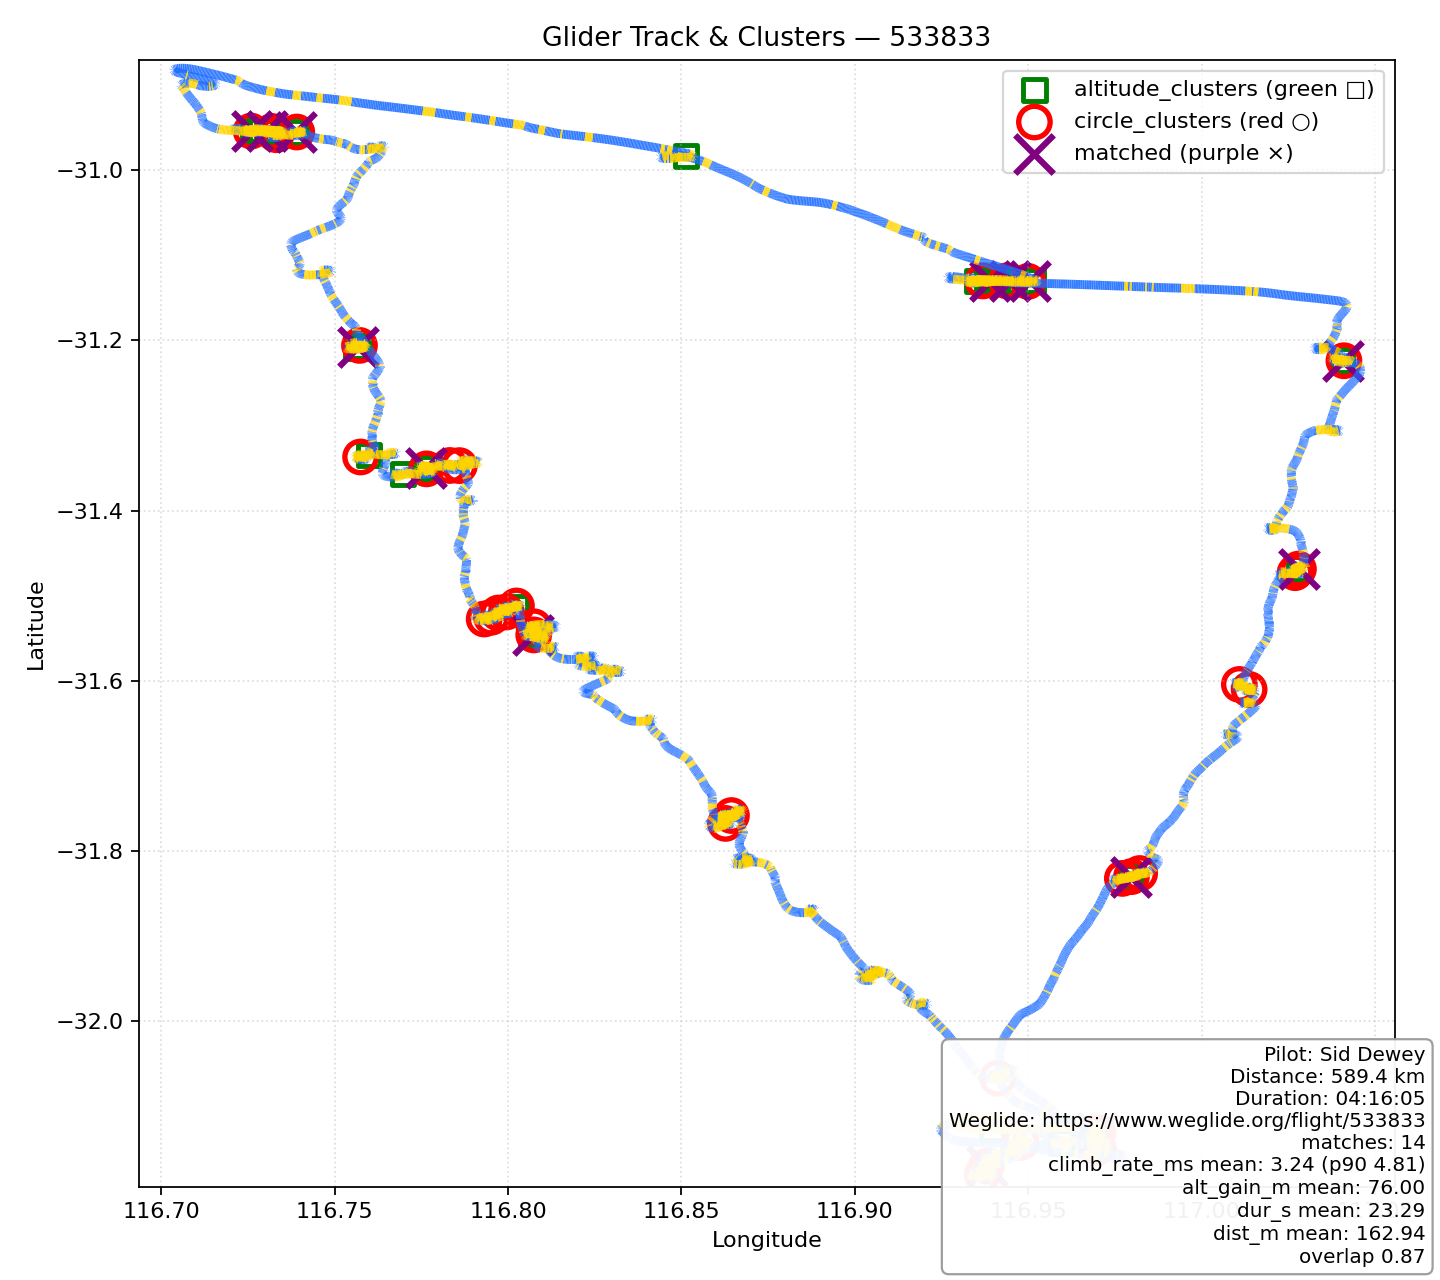 Glider Track & Clusters — 533833
altitude_clusters (green □)
circle_clusters (red ○)
matched (purple ×)
Latitude
−31.0
−31.2
−31.4
−31.6
−31.8
−32.0
116.70
116.75
116.80
116.85
116.90
116.95
117.00
Longitude
Pilot: Sid Dewey
Distance: 589.4 km
Duration: 04:16:05
Weglide: https://www.weglide.org/flight/533833
matches: 14
climb_rate_ms mean: 3.24 (p90 4.81)
alt_gain_m mean: 76.00
dur_s mean: 23.29
dist_m mean: 162.94
overlap 0.87